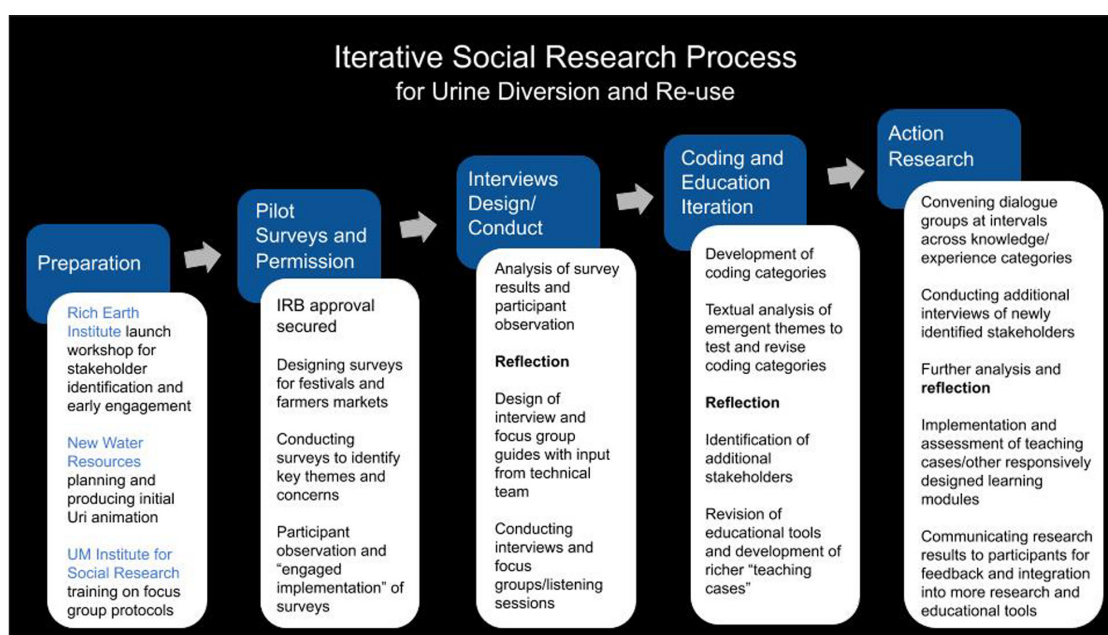 Iterative Social Research Process
for Urine Diversion and Re-use
Preparation
Rich Earth
Institute launch
workshop for
stakeholder
identification and
early engagement
New Water
Resources
planning and
producing initial
Uri animation
UM Institute for
Social Research
training on focus
group protocols
Pilot
Surveys and
Permission
IRB approval
secured
Designing surveys
for festivals and
farmers markets
Conducting
surveys to identify
key themes and
concerns
Participant
observation and
“engaged
implementation” of
surveys
Interviews
Design/
Conduct
Analysis of survey
results and
participant
observation
Reflection
Design of
interview and
focus group
guides with input
from technical
team
Conducting
interviews and
focus
groups/listening
sessions
Coding and
Education
Iteration
Development of
coding categories
Textual analysis of
emergent themes to
test and revise
coding categories
Reflection
Identification of
additional
stakeholders
Revision of
educational tools
and development of
richer “teaching
cases”
Action
Research
Convening dialogue
groups at intervals
across knowledge/
experience categories
Conducting additional
interviews of newly
identified stakeholders
Further analysis and
reflection
Implementation and
assessment of teaching
cases/other responsively
designed learning
modules
Communicating research
results to participants for
feedback and integration
into more research and
educational tools